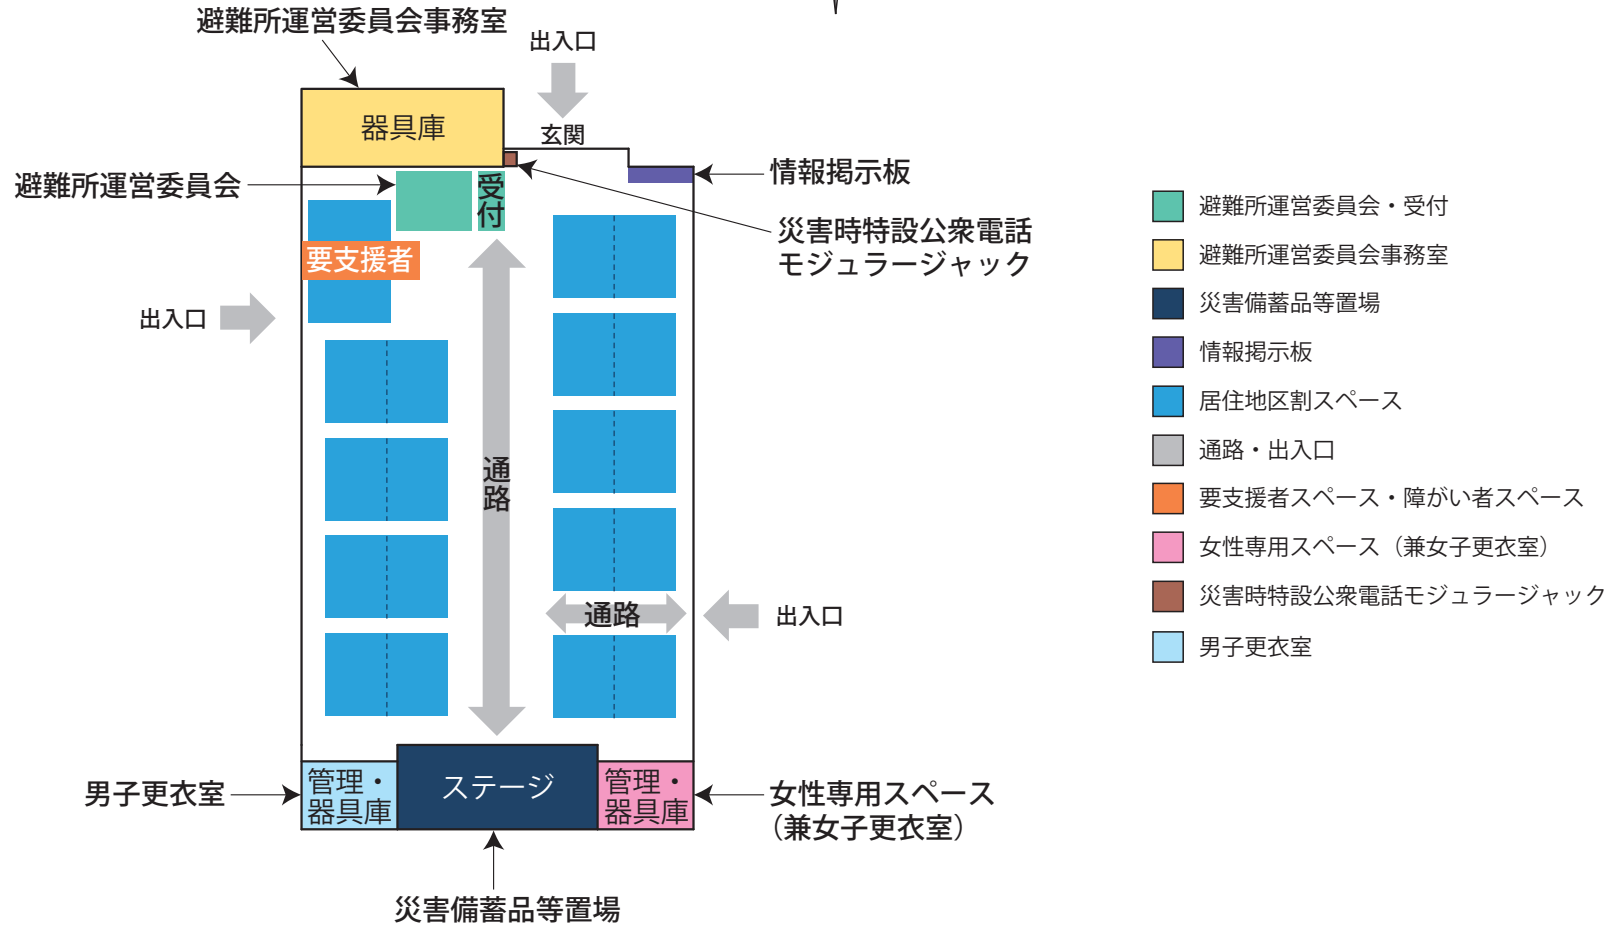 避難所運営委員会事務室
出入口
器具庫
玄関
避難所運営委員会
受付
情報掲示板
災害時特設公衆電話
モジュラージャック
要支援者
出入口
通路
通路
出入口
男子更衣室
管理・
器具庫
ステージ
管理・
器具庫
女性専用スペース
（兼女子更衣室）
災害備蓄品等置場
避難所運営委員会・受付
避難所運営委員会事務室
災害備蓄品等置場
情報掲示板
居住地区割スペース
通路・出入口
要支援者スペース・障がい者スペース
女性専用スペース（兼女子更衣室）
災害時特設公衆電話モジュラージャック
男子更衣室